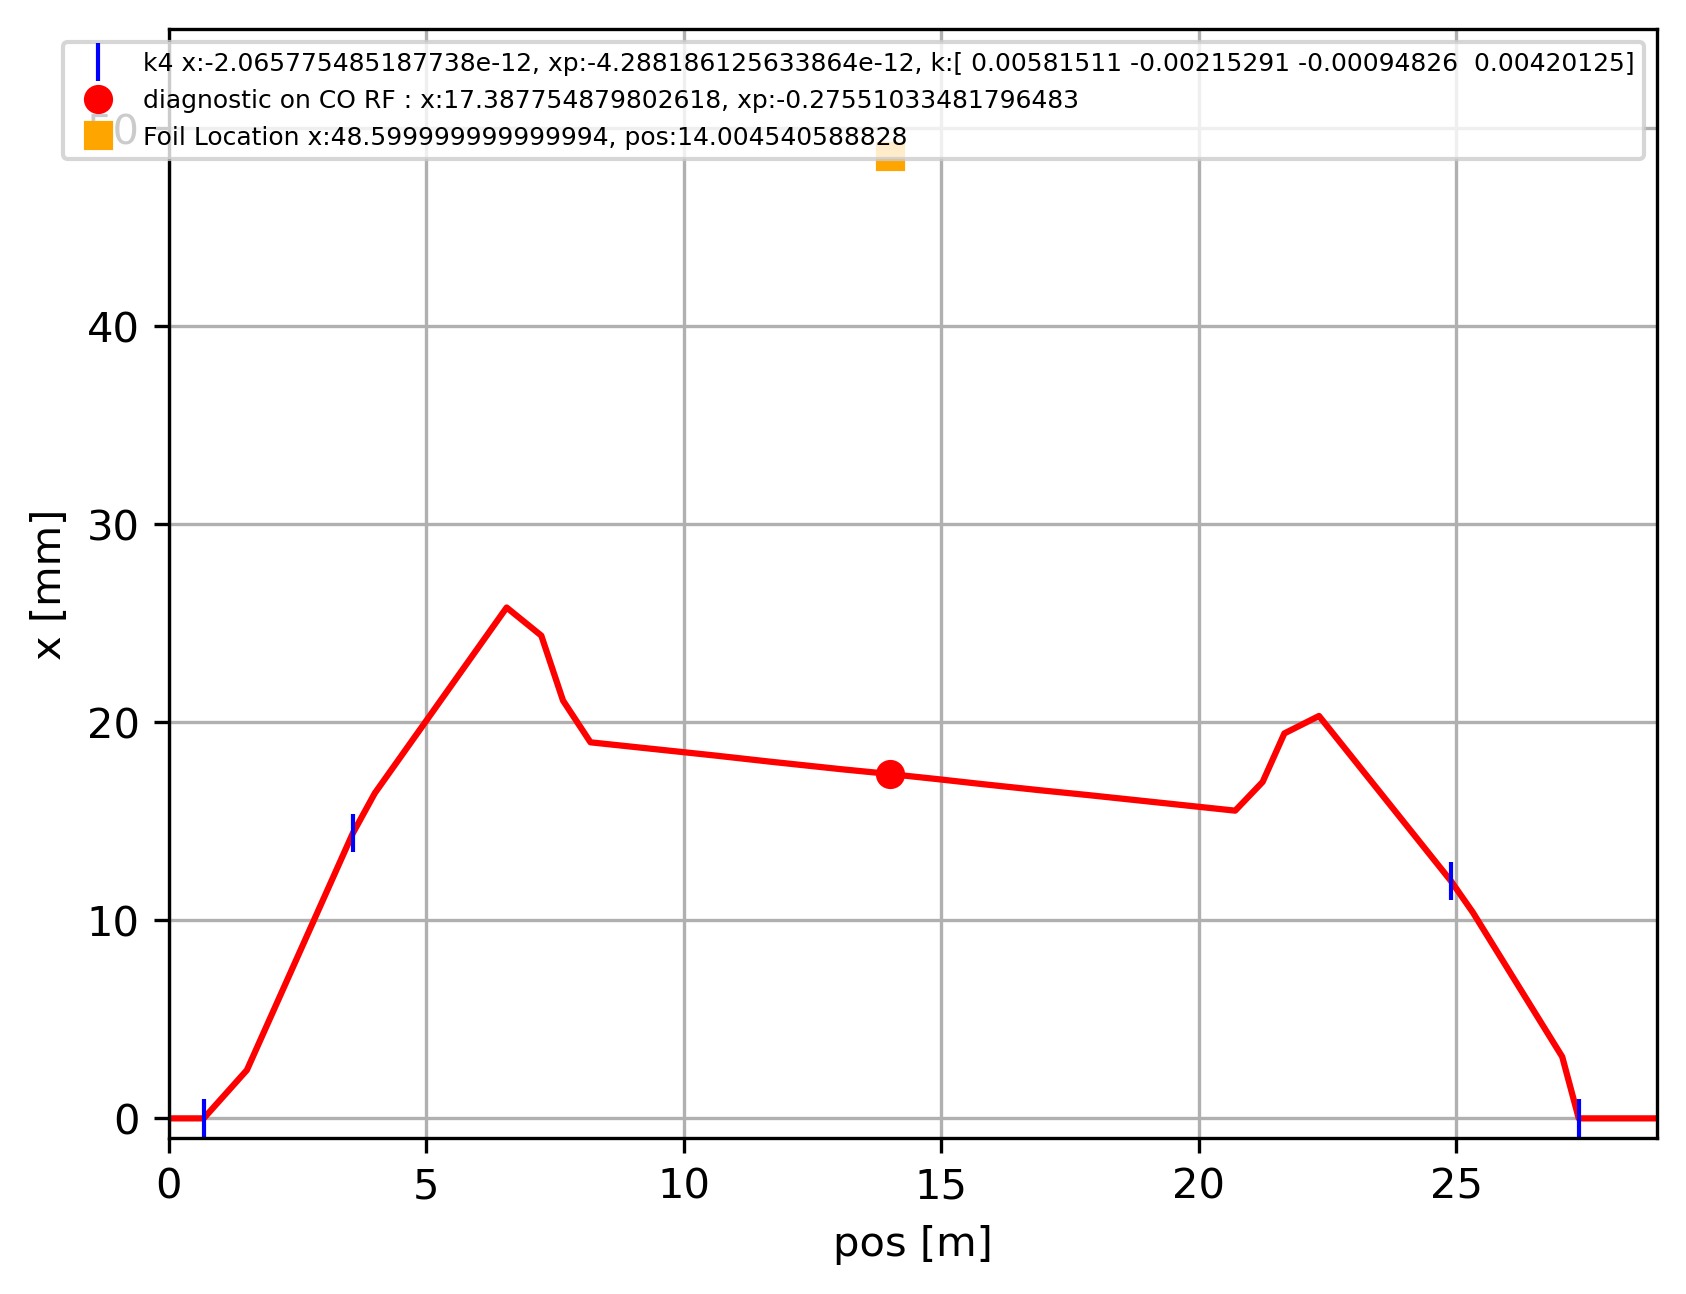 k4 x:-2.065775485187738e-12, xp:-4.288186125633864e-12, k:[ 0.00581511 -0.00215291 -0.00094826  0.00420125]
diagnostic on CO RF : x:17.387754879802618, xp:-0.27551033481796483
Foil Location x:48.599999999999994, pos:14.004540588828
50
40
30
20
10
0
x [mm]
0 5 10 15 20 25
pos [m]